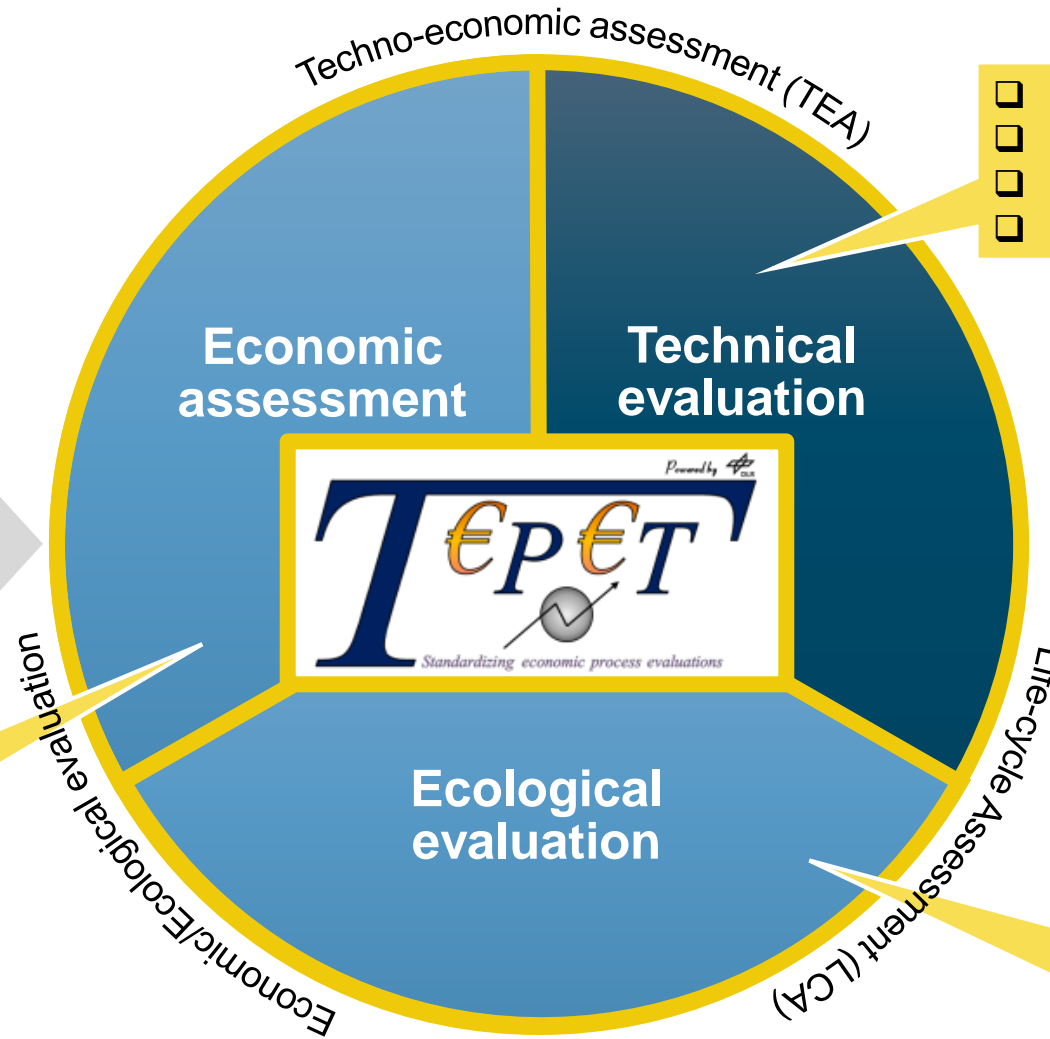 Techno-economic assessment (TEA)
Economic
assessment
Technical
evaluation
Powered by DLR
T€P€T
Standardizing economic process evaluations
Ecological
evaluation
Economic/Ecological evaluation
Life-cycle Assessment (LCA)